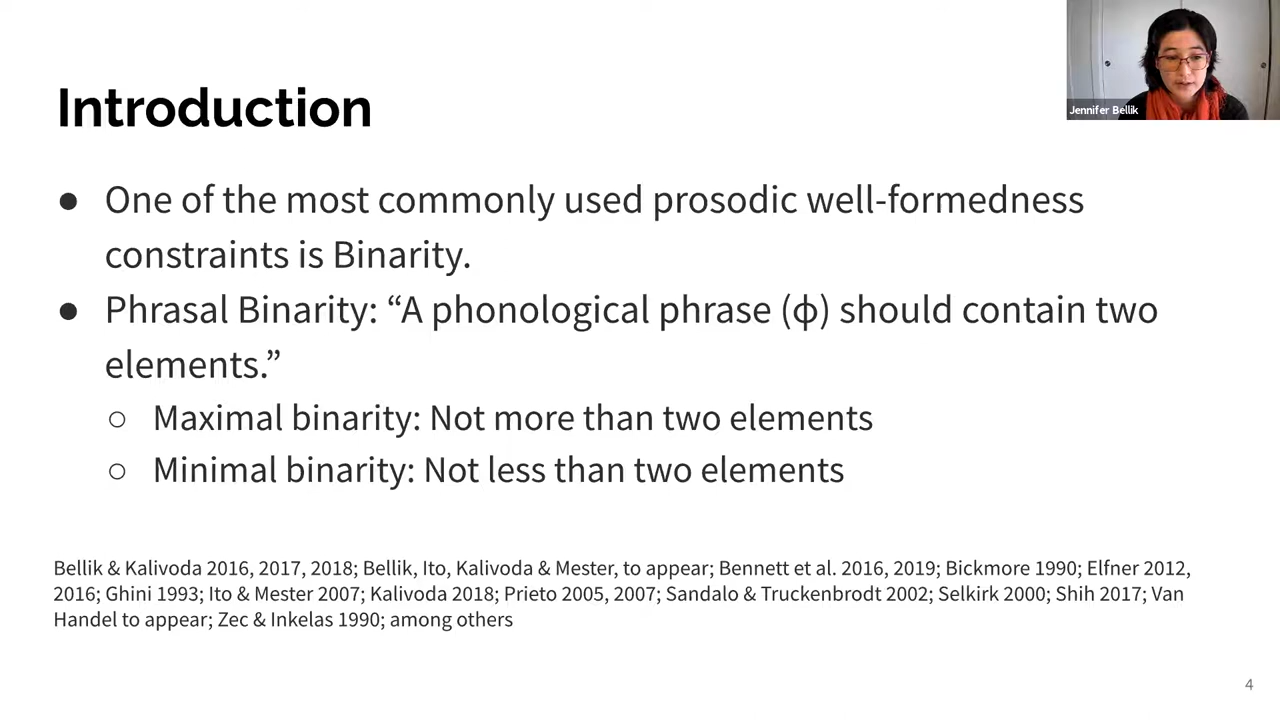 Jennifer Bellik
Introduction
● One of the most commonly used prosodic well-formedness
constraints is Binarity.
● Phrasal Binarity: “A phonological phrase (ϕ) should contain two
elements.”
○ Maximal binarity: Not more than two elements
○ Minimal binarity: Not less than two elements
Bellik & Kalivoda 2016, 2017, 2018; Bellik, Ito, Kalivoda & Mester, to appear; Bennett et al. 2016, 2019; Bickmore 1990; Elfner 2012,
2016; Ghini 1993; Ito & Mester 2007; Kalivoda 2018; Prieto 2005, 2007; Sandalo & Truckenbrodt 2002; Selkirk 2000; Shih 2017; Van
Handel to appear; Zec & Inkelas 1990; among others
4